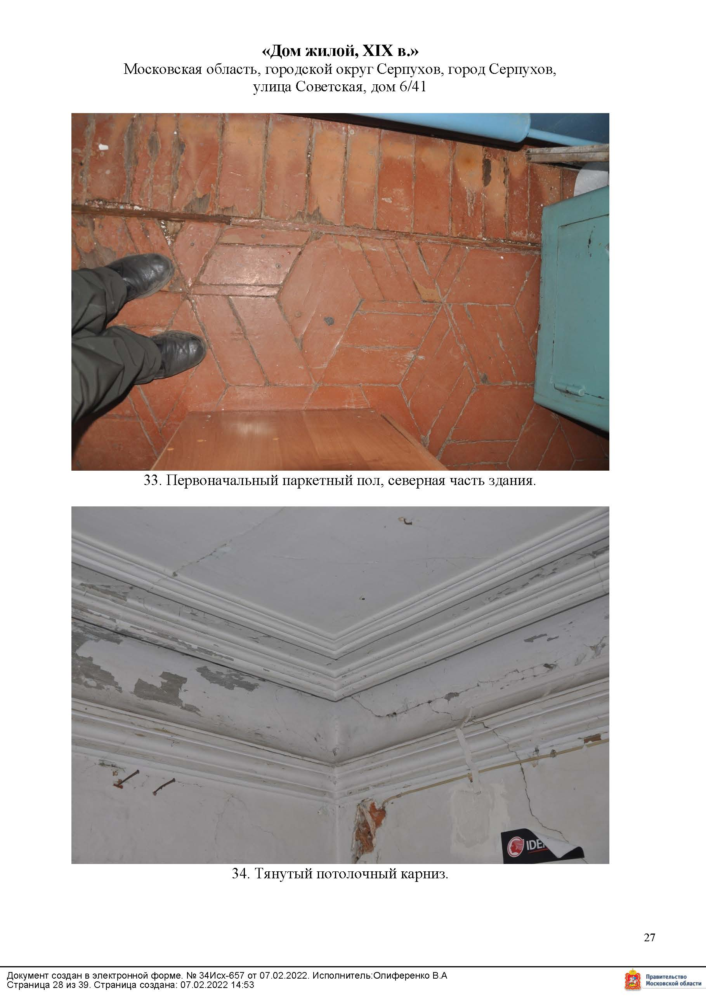 «Дом жилой, XIX в.»
Московская область, городской округ Серпухов, город Серпухов,
улица Советская, дом 6/41
33. Первоначальный паркетный пол, северная часть здания.
34. Тянутый потолочный карниз.
27
Документ создан в электронной форме. № 34Исх-657 от 07.02.2022. Исполнитель:Олиференко В.А
Страница 28 из 39. Страница создана: 07.02.2022 14:53
Правительство
Московской области